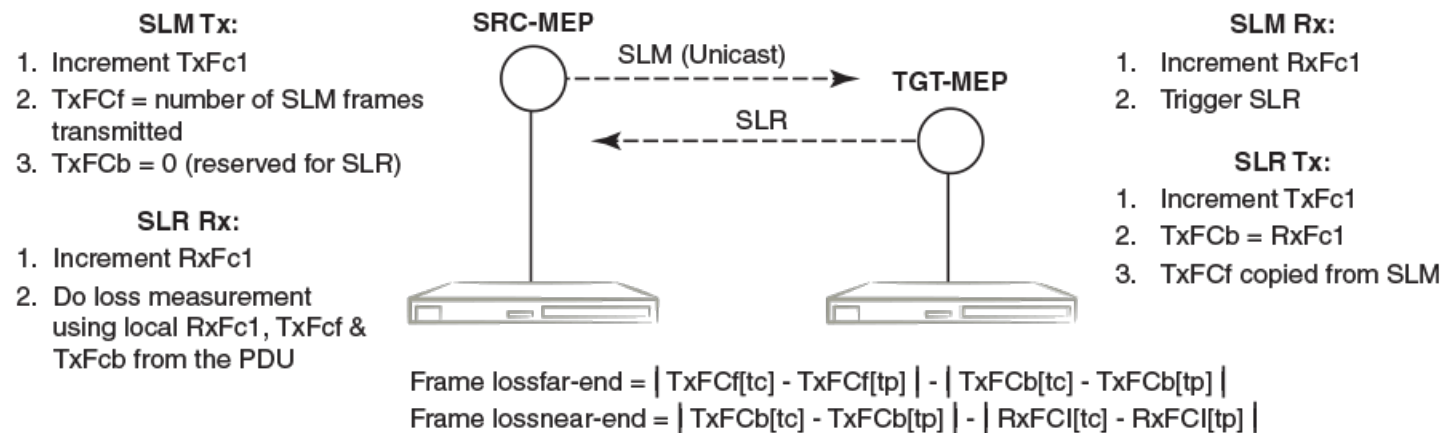 SLM Tx:
1. Increment TxFc1
2. TxFCf = number of SLM frames
transmitted
3. TxFCb = 0 (reserved for SLR)
SLR Rx:
1. Increment RxFc1
2. Do loss measurement
using local RxFc1, TxFcf &
TxFcb from the PDU
SRC-MEP
SLM (Unicast)
TGT-MEP
SLR
SLM Rx:
1. Increment RxFc1
2. Trigger SLR
SLR Tx:
1. Increment TxFc1
2. TxFCb = RxFc1
3. TxFCf copied from SLM
Frame lossfar-end = | TxFCf[tc] - TxFCf[tp] | - | TxFCb[tc] - TxFCb[tp] |
Frame lossnear-end = | TxFCb[tc] - TxFCb[tp] | - | RxFCl[tc] - RxFCl[tp] |